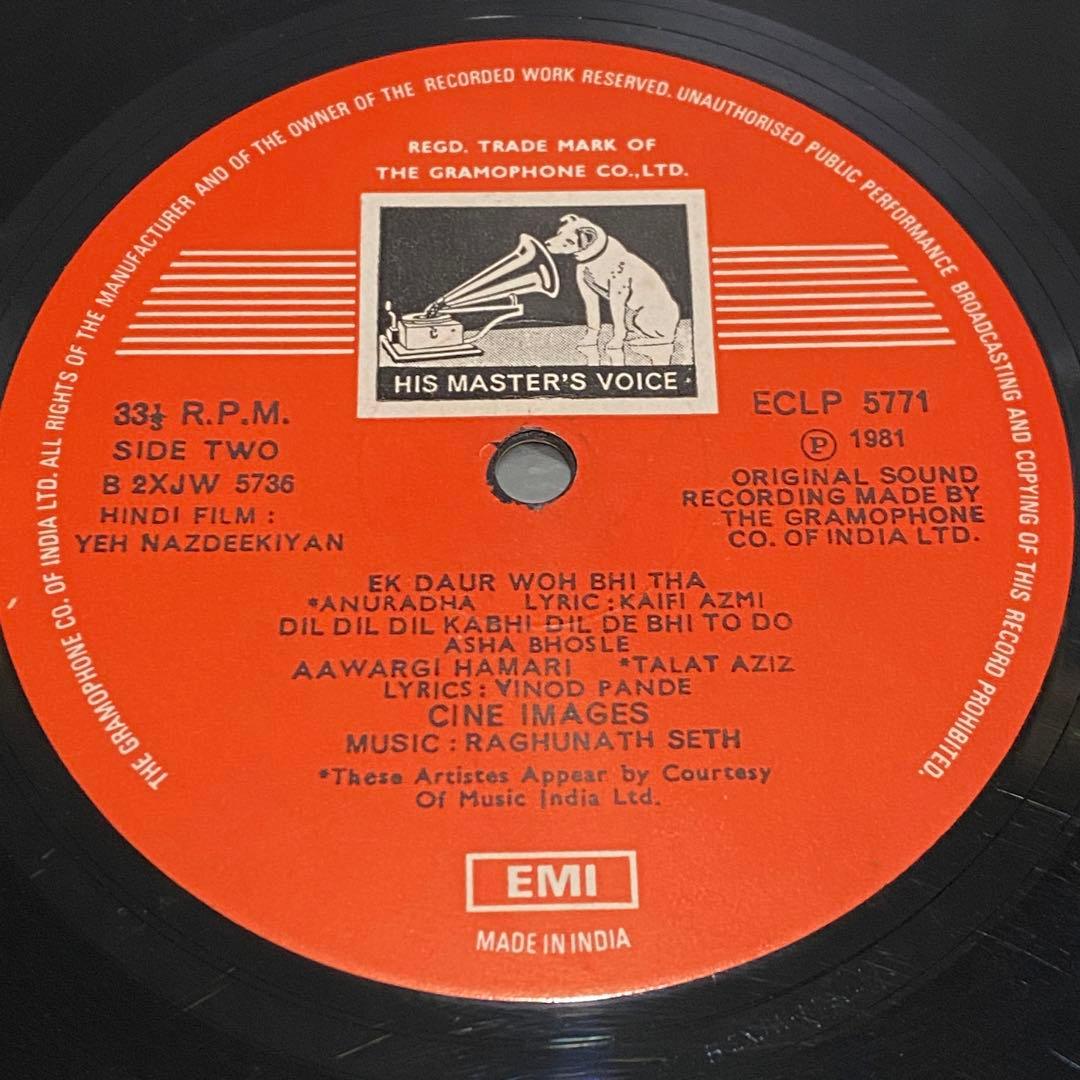 THE GRAMOPHONE CO. OF INDIA LTD. ALL RIGHTS OF THE MANUFACTURER AND OF THE OWNER OF THE RECORDED WORK RESERVED. UNAUTHORISED PUBLIC PERFORMANCE BROADCASTING AND COPYING OF THIS RECORD PROHIBITED.
REGD. TRADE MARK OF
THE GRAMOPHONE CO.,LTD.
HIS MASTER'S VOICE
33⅓ R.P.M.
SIDE TWO
B 2XJW 5736
HINDI FILM :
YEH NAZDEEKIYAN
ECLP 5771
Ⓟ 1981
ORIGINAL SOUND
RECORDING MADE BY
THE GRAMOPHONE
CO. OF INDIA LTD.
EK DAUR WOH BHI THA
*ANURADHA LYRIC : KAIFI AZMI
DIL DIL DIL KABHI DIL DE BHI TO DO
ASHA BHOSLE
AAWARGI HAMARI *TALAT AZIZ
LYRICS : VINOD PANDE
CINE IMAGES
MUSIC : RAGHUNATH SETH
*These Artistes Appear by Courtesy
Of Music India Ltd.
EMI
MADE IN INDIA